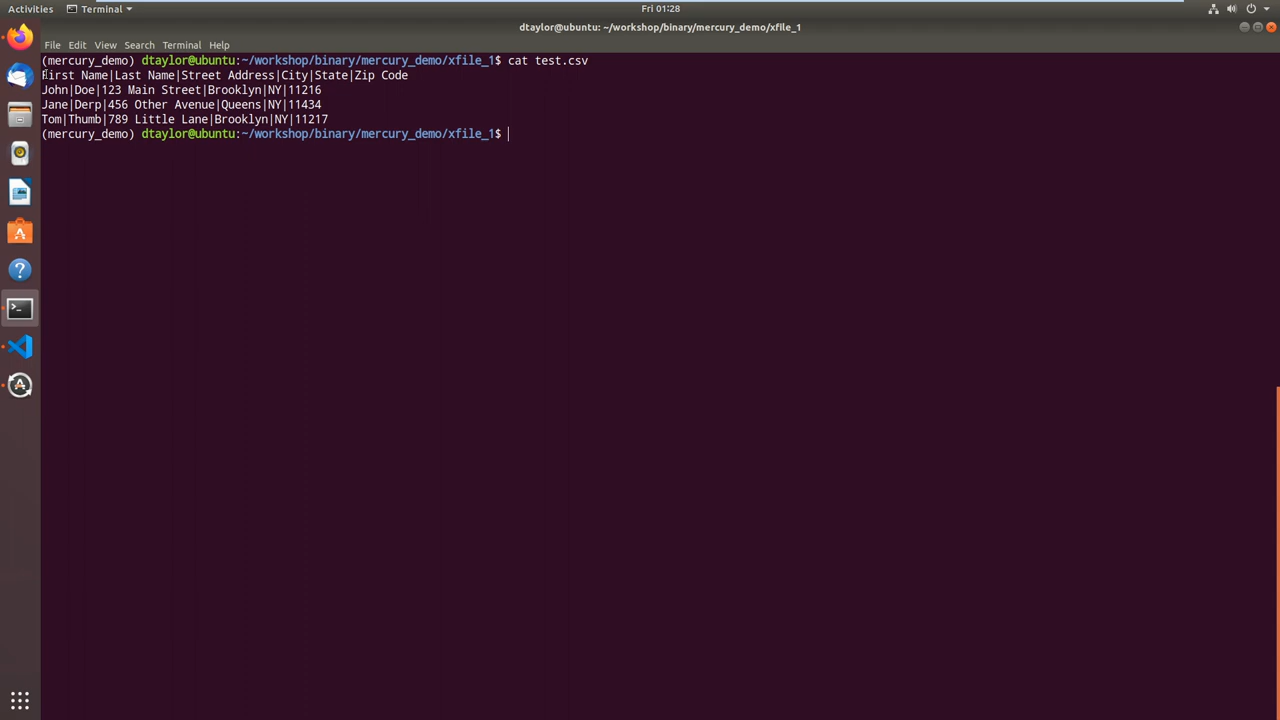 Activities Terminal Fri 01:28
dtaylor@ubuntu: ~/workshop/binary/mercury_demo/xfile_1
File Edit View Search Terminal Help
(mercury_demo) dtaylor@ubuntu:~/workshop/binary/mercury_demo/xfile_1$ cat test.csv
First Name|Last Name|Street Address|City|State|Zip Code
John|Doe|123 Main Street|Brooklyn|NY|11216
Jane|Derp|456 Other Avenue|Queens|NY|11434
Tom|Thumb|789 Little Lane|Brooklyn|NY|11217
(mercury_demo) dtaylor@ubuntu:~/workshop/binary/mercury_demo/xfile_1$